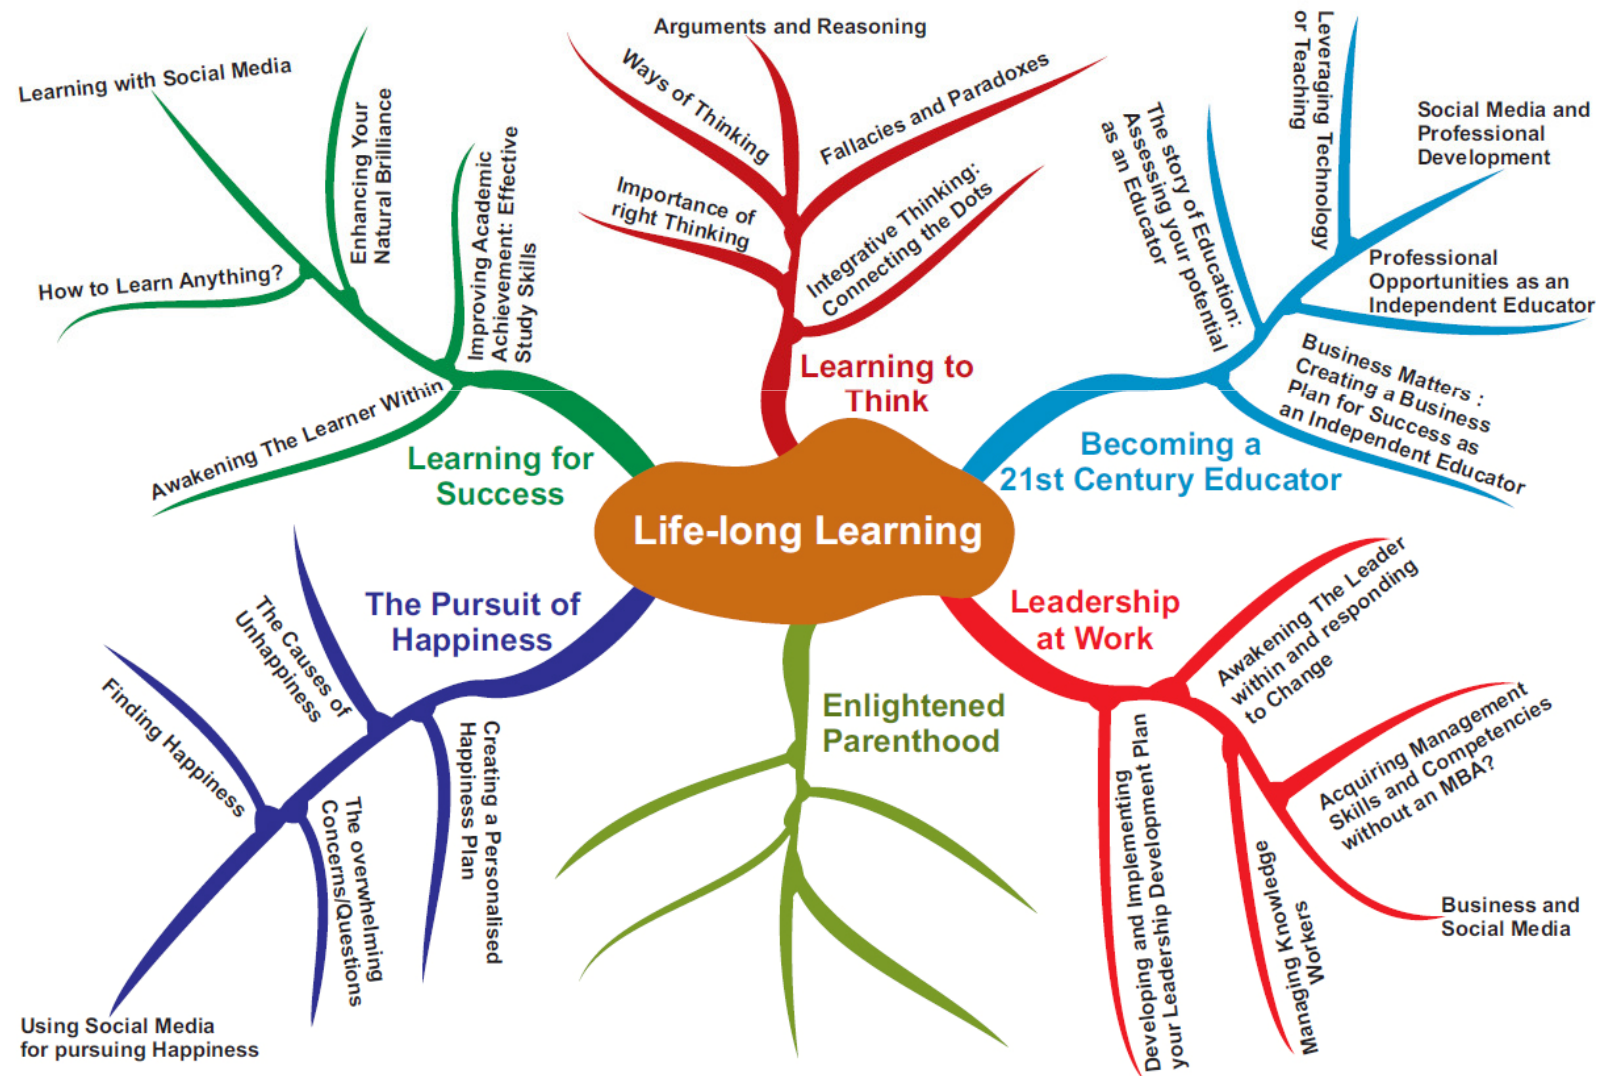 Life-long Learning
Learning for
Success
Learning with Social Media
Enhancing Your
Natural Brilliance
Improving Academic
Achievement: Effective
Study Skills
How to Learn Anything?
Awakening The Learner Within
Learning to
Think
Arguments and Reasoning
Ways of Thinking
Fallacies and Paradoxes
Importance of
right Thinking
Integrative Thinking:
Connecting the Dots
Becoming a
21st Century Educator
The story of Education:
Assessing your potential
as an Educator
Leveraging Technology
or Teaching
Social Media and
Professional
Development
Professional
Opportunities as an
Independent Educator
Business Matters :
Creating a Business
Plan for Success as
an Independent Educator
The Pursuit of
Happiness
The Causes of
Unhappiness
Finding Happiness
The overwhelming
Concerns/Questions
Creating a Personalised
Happiness Plan
Using Social Media
for pursuing Happiness
Enlightened
Parenthood
Leadership
at Work
Awakening The Leader
within and responding
to Change
Acquiring Management
Skills and Competencies
without an MBA?
Developing and Implementing
your Leadership Development Plan
Managing Knowledge
Workers
Business and
Social Media